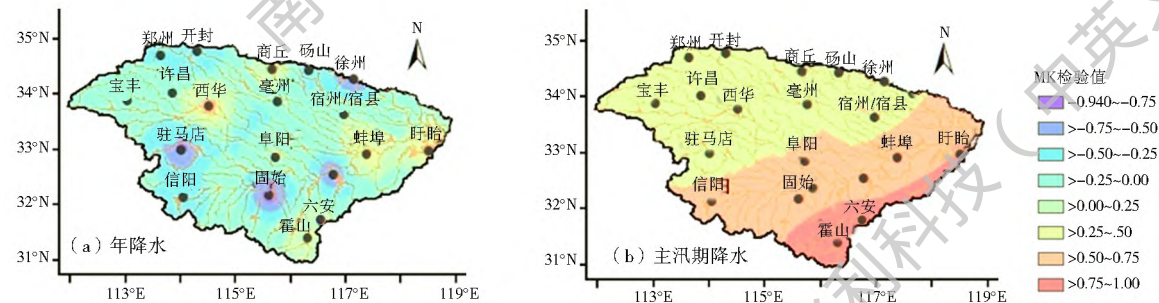 35°N
34°N
33°N
32°N
31°N
113°E
115°E
117°E
119°E
N
郑州
开封
商丘
砀山
徐州
宝丰
许昌
西华
亳州
宿州/宿县
驻马店
阜阳
蚌埠
盱眙
信阳
固始
六安
霍山
(a)年降水
35°N
34°N
33°N
32°N
31°N
113°E
115°E
117°E
119°E
N
郑州
开封
商丘
砀山
徐州
宝丰
许昌
西华
亳州
宿州/宿县
驻马店
阜阳
蚌埠
盱眙
信阳
固始
六安
霍山
(b)主汛期降水
MK检验值
-0.940~-0.75
>-0.75~-0.50
>-0.50~-0.25
>-0.25~0.00
>0.00~0.25
>0.25~.50
>0.50~0.75
>0.75~1.00
南
利科技(中英